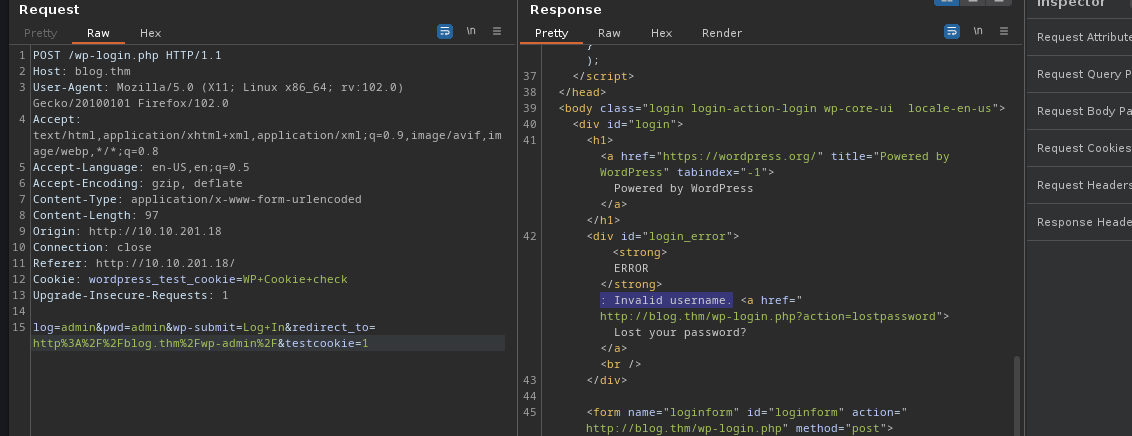 Request
Pretty Raw Hex \n
1 POST /wp-login.php HTTP/1.1
2 Host: blog.thm
3 User-Agent: Mozilla/5.0 (X11; Linux x86_64; rv:102.0)
Gecko/20100101 Firefox/102.0
4 Accept:
text/html,application/xhtml+xml,application/xml;q=0.9,image/avif,im
age/webp,*/*;q=0.8
5 Accept-Language: en-US,en;q=0.5
6 Accept-Encoding: gzip, deflate
7 Content-Type: application/x-www-form-urlencoded
8 Content-Length: 97
9 Origin: http://10.10.201.18
10 Connection: close
11 Referer: http://10.10.201.18/
12 Cookie: wordpress_test_cookie=WP+Cookie+check
13 Upgrade-Insecure-Requests: 1
14
15 log=admin&pwd=admin&wp-submit=Log+In&redirect_to=
http%3A%2F%2Fblog.thm%2Fwp-admin%2F&testcookie=1
Response
Pretty Raw Hex Render \n
}
);
37 </script>
38 </head>
39 <body class="login login-action-login wp-core-ui  locale-en-us">
40 <div id="login">
41 <h1>
<a href="https://wordpress.org/" title="Powered by
WordPress" tabindex="-1">
Powered by WordPress
</a>
</h1>
42 <div id="login_error">
<strong>
ERROR
</strong>
: Invalid username. <a href="
http://blog.thm/wp-login.php?action=lostpassword">
Lost your password?
</a>
<br />
43 </div>
44
45 <form name="loginform" id="loginform" action="
http://blog.thm/wp-login.php" method="post">
Inspector
Request Attribute
Request Query P
Request Body Pa
Request Cookies
Request Headers
Response Heade